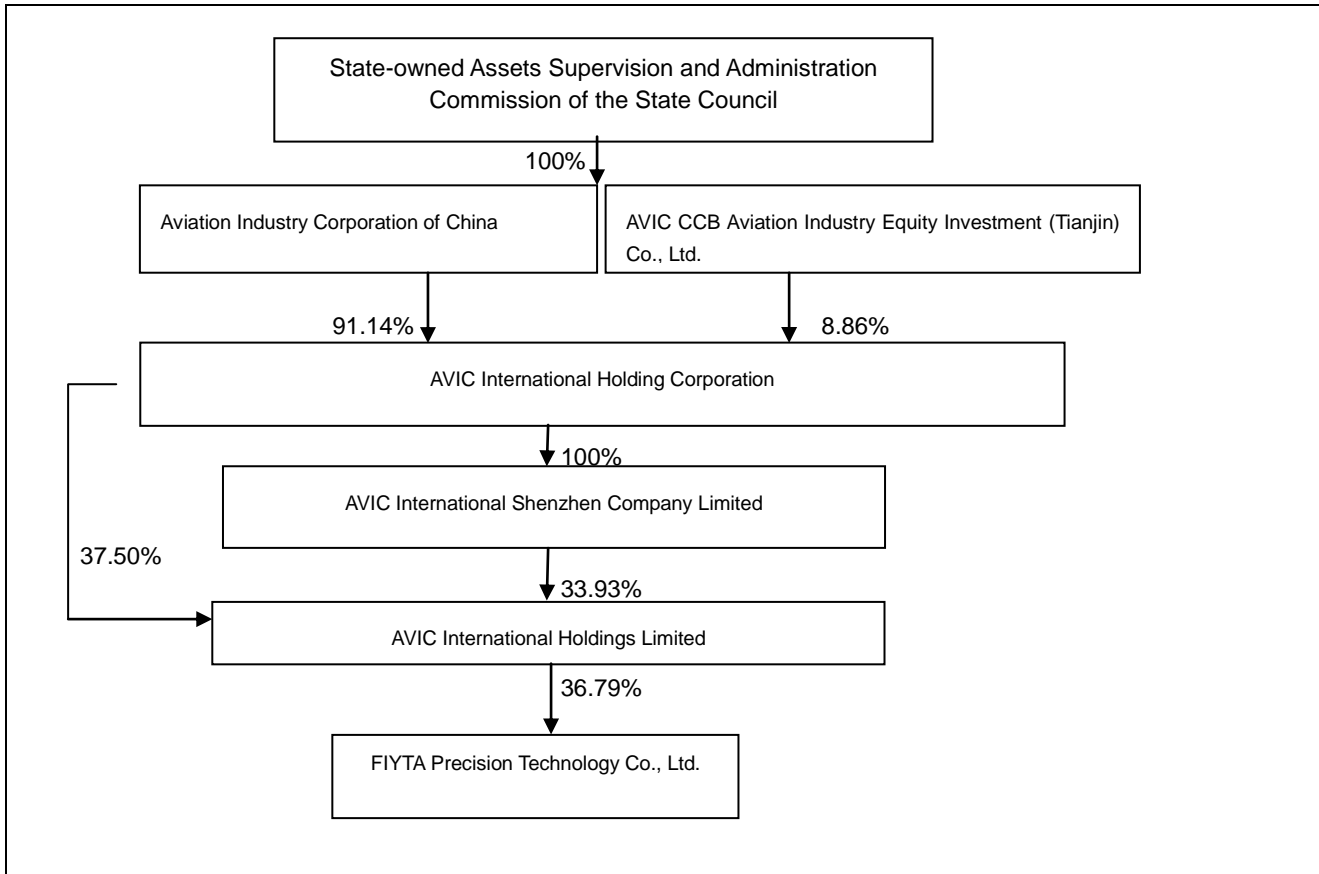 State-owned Assets Supervision and Administration
Commission of the State Council
100%
Aviation Industry Corporation of China
AVIC CCB Aviation Industry Equity Investment (Tianjin)
Co., Ltd.
91.14%
8.86%
AVIC International Holding Corporation
100%
AVIC International Shenzhen Company Limited
37.50%
33.93%
AVIC International Holdings Limited
36.79%
FIYTA Precision Technology Co., Ltd.